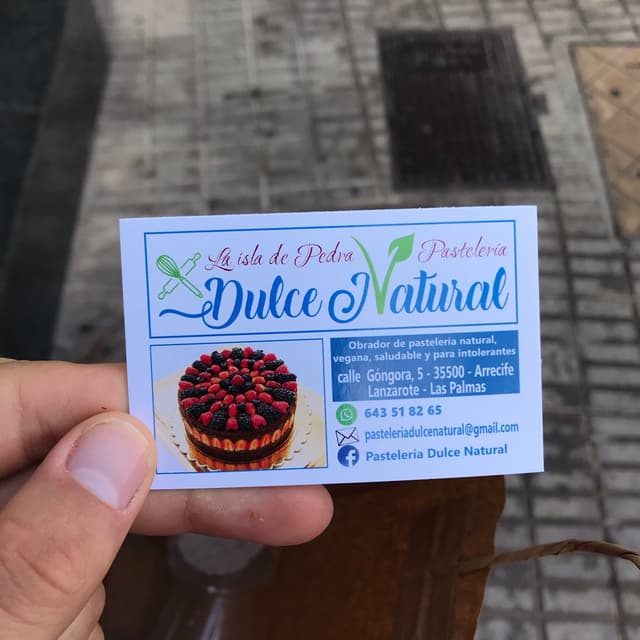 La isla de Pedra Pastelería
Dulce Natural
Obrador de pastelería natural,
vegana, saludable y para intolerantes
calle Góngora, 5 - 35500 - Arrecife
Lanzarote - Las Palmas
643 51 82 65
pasteleriadulcenatural@gmail.com
Pastelería Dulce Natural